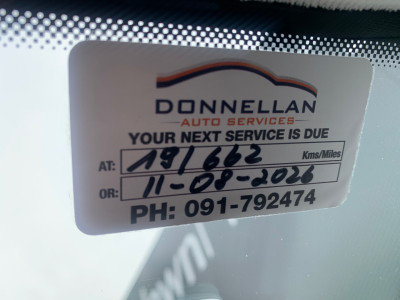 DONNELLAN
AUTO SERVICES
YOUR NEXT SERVICE IS DUE
AT: 191662 Kms/Miles
OR: 11-08-2026
PH: 091-792474